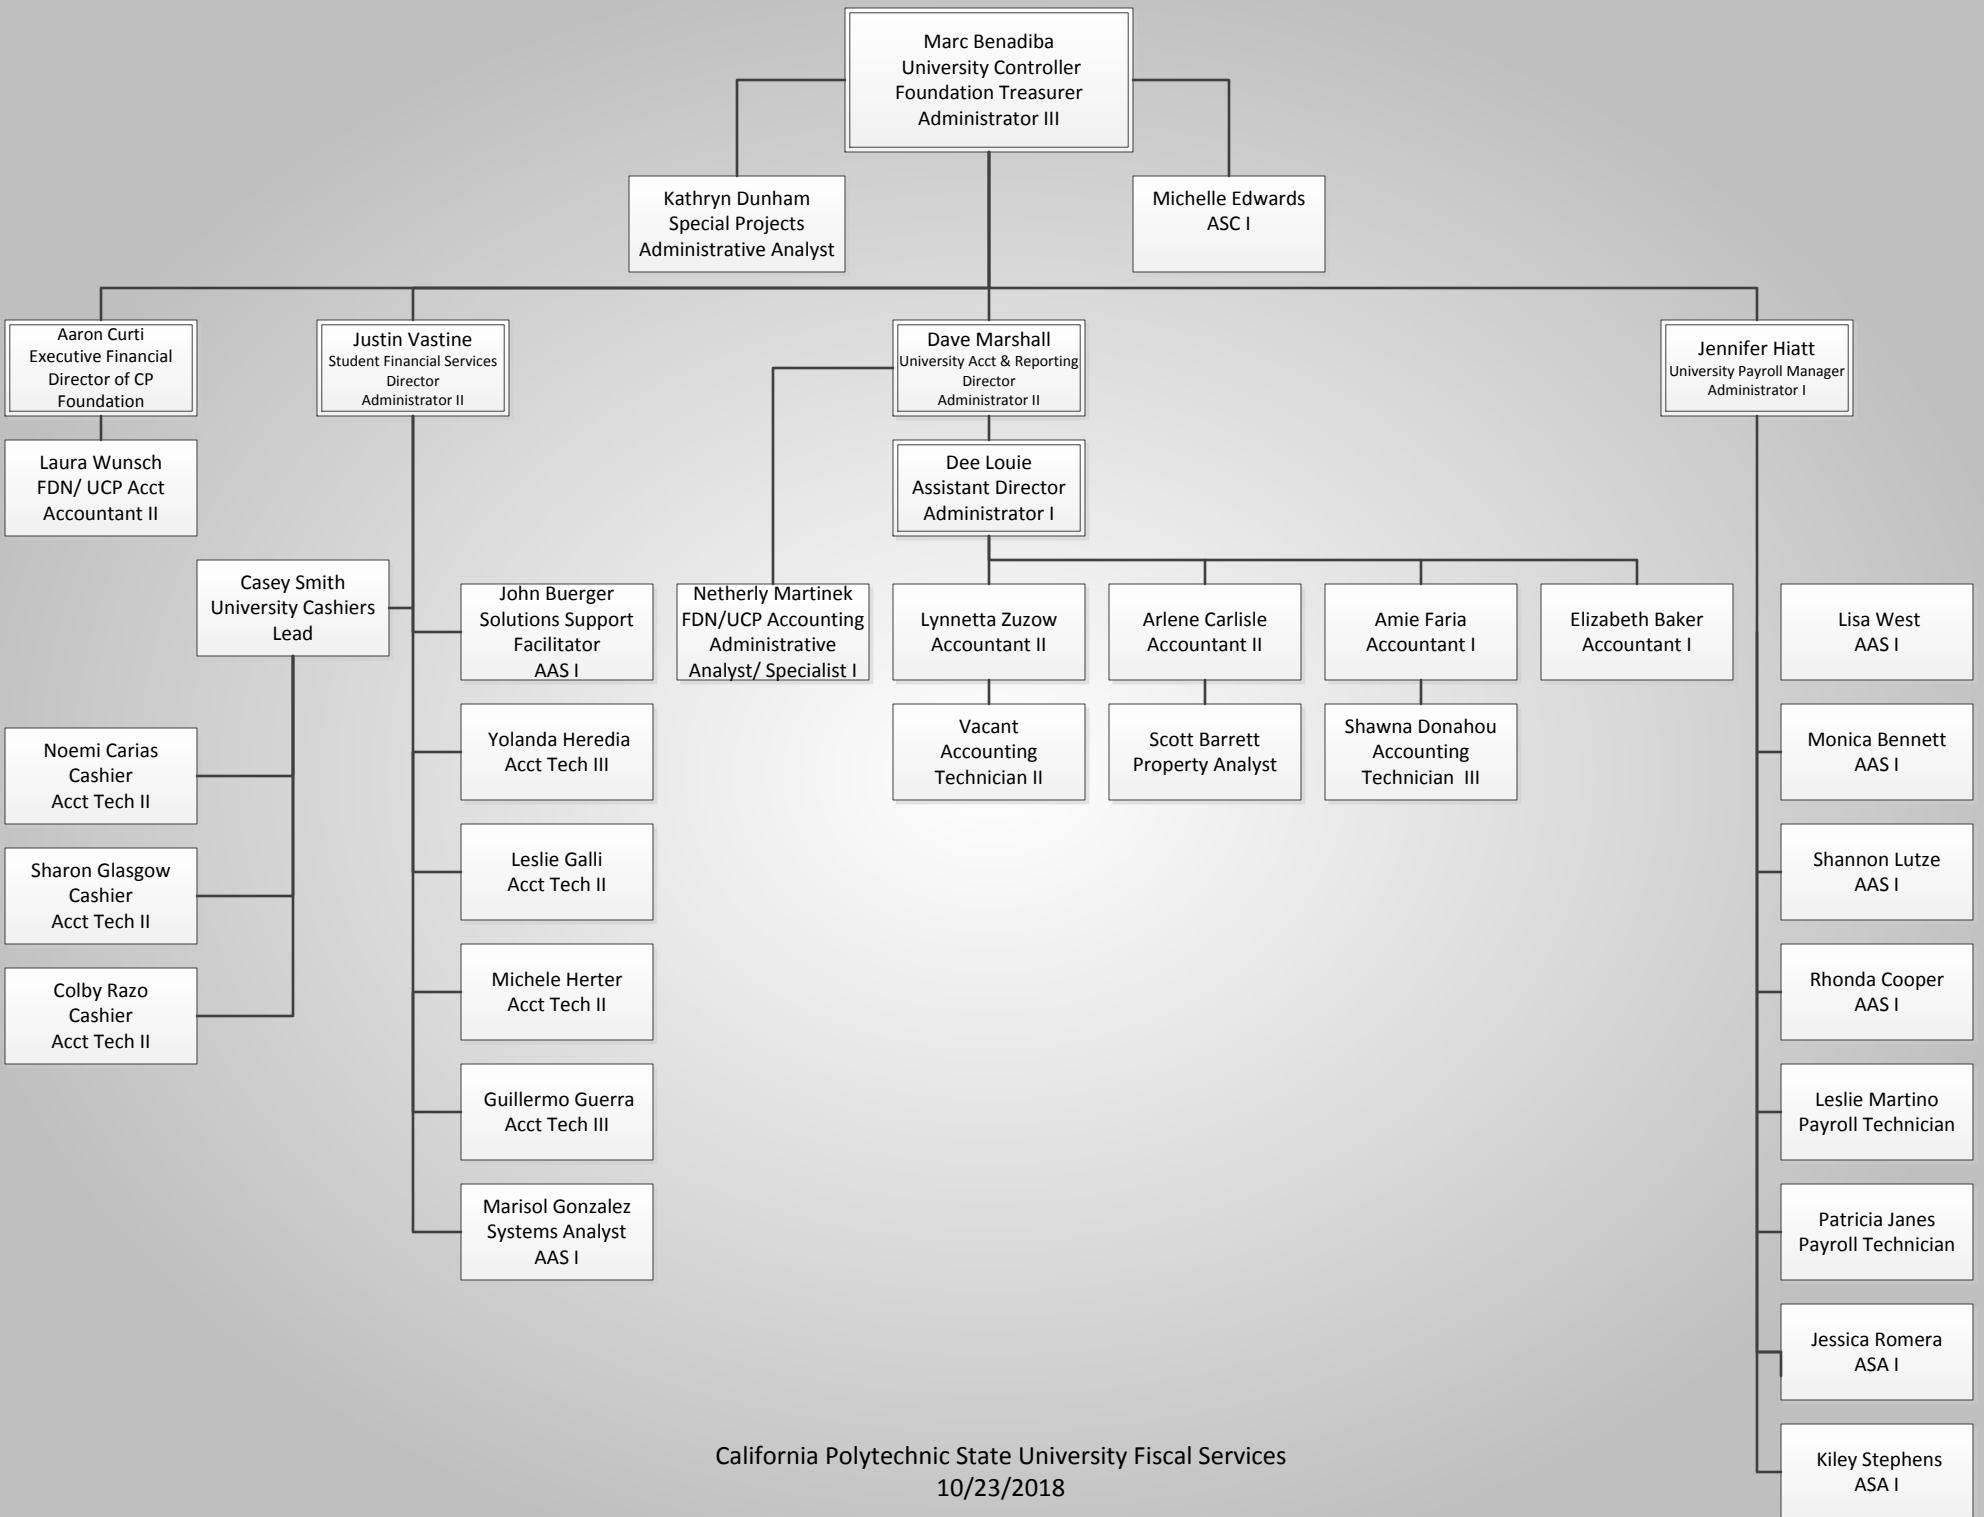 Marc Benadiba
University Controller
Foundation Treasurer
Administrator III
Kathryn Dunham
Special Projects
Administrative Analyst
Michelle Edwards
ASC I
Aaron Curti
Executive Financial
Director of CP
Foundation
Justin Vastine
Student Financial Services
Director
Administrator II
Dave Marshall
University Acct & Reporting
Director
Administrator II
Jennifer Hiatt
University Payroll Manager
Administrator I
Laura Wunsch
FDN/ UCP Acct
Accountant II
Dee Louie
Assistant Director
Administrator I
Casey Smith
University Cashiers
Lead
John Buerger
Solutions Support
Facilitator
AAS I
Netherly Martinek
FDN/UCP Accounting
Administrative
Analyst/ Specialist I
Lynnetta Zuzow
Accountant II
Arlene Carlisle
Accountant II
Amie Faria
Accountant I
Elizabeth Baker
Accountant I
Lisa West
AAS I
Noemi Carias
Cashier
Acct Tech II
Yolanda Heredia
Acct Tech III
Vacant
Accounting
Technician II
Scott Barrett
Property Analyst
Shawna Donahou
Accounting
Technician III
Monica Bennett
AAS I
Sharon Glasgow
Cashier
Acct Tech II
Leslie Galli
Acct Tech II
Shannon Lutze
AAS I
Colby Razo
Cashier
Acct Tech II
Michele Herter
Acct Tech II
Rhonda Cooper
AAS I
Guillermo Guerra
Acct Tech III
Leslie Martino
Payroll Technician
Marisol Gonzalez
Systems Analyst
AAS I
Patricia Janes
Payroll Technician
Jessica Romera
ASA I
Kiley Stephens
ASA I
California Polytechnic State University Fiscal Services
10/23/2018